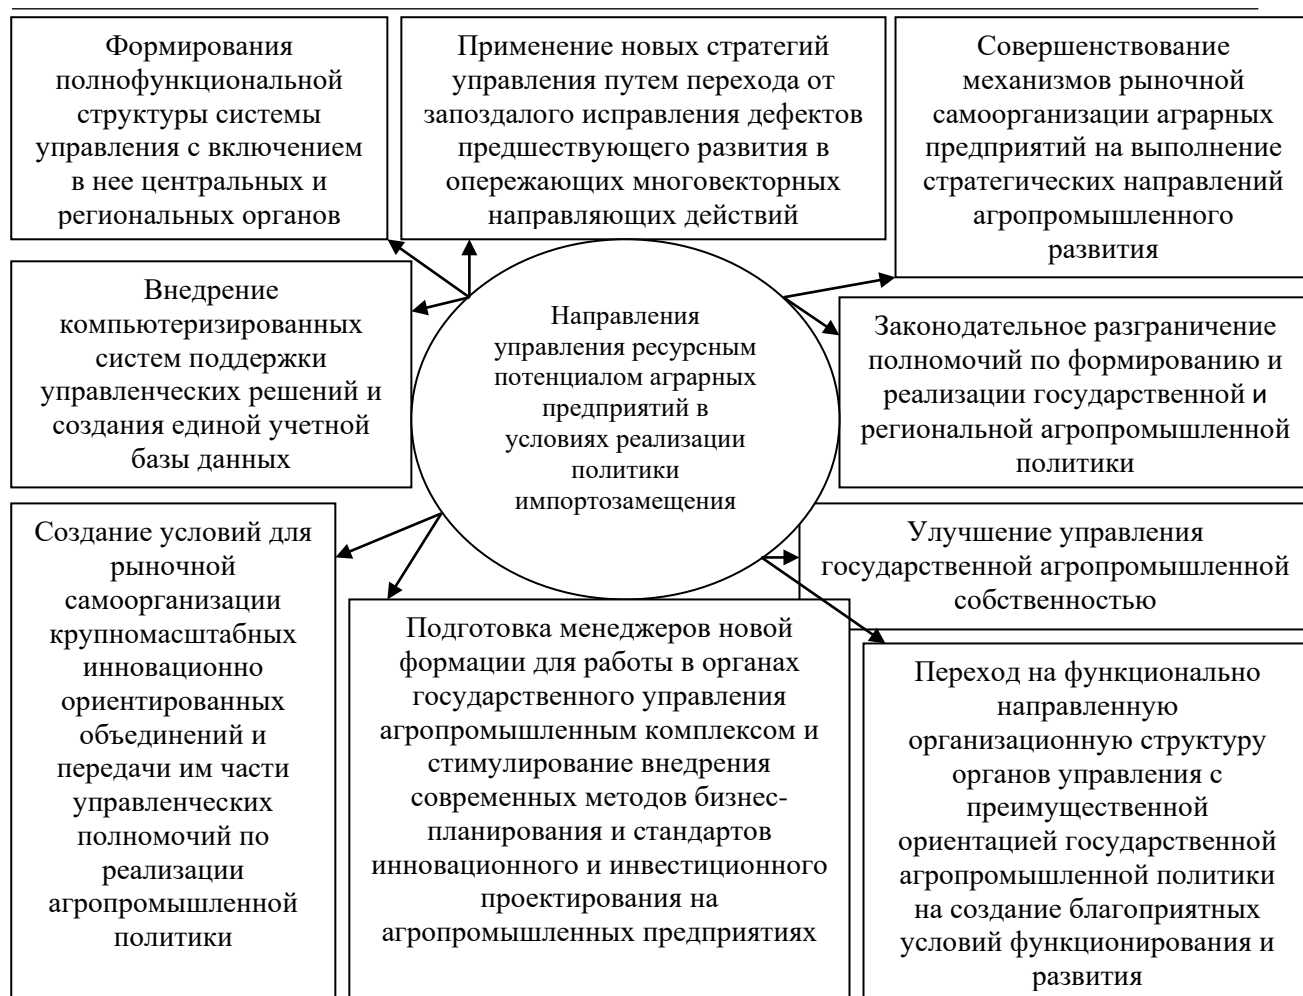 Формирования
полнофункциональной
структуры системы
управления с включением
в нее центральных и
региональных органов
Применение новых стратегий
управления путем перехода от
запоздалого исправления дефектов
предшествующего развития в
опережающих многовекторных
направляющих действий
Совершенствование
механизмов рыночной
самоорганизации аграрных
предприятий на выполнение
стратегических направлений
агропромышленного
развития
Внедрение
компьютеризированных
систем поддержки
управленческих решений и
создания единой учетной
базы данных
Направления
управления ресурсным
потенциалом аграрных
предприятий в
условиях реализации
политики
импортозамещения
Законодательное разграничение
полномочий по формированию и
реализации государственной и
региональной агропромышленной
политики
Создание условий для
рыночной
самоорганизации
крупномасштабных
инновационно
ориентированных
объединений и
передачи им части
управленческих
полномочий по
реализации
агропромышленной
политики
Подготовка менеджеров новой
формации для работы в органах
государственного управления
агропромышленным комплексом и
стимулирование внедрения
современных методов бизнес-
планирования и стандартов
инновационного и инвестиционного
проектирования на
агропромышленных предприятиях
Улучшение управления
государственной агропромышленной
собственностью
Переход на функционально
направленную
организационную структуру
органов управления с
преимущественной
ориентацией государственной
агропромышленной политики
на создание благоприятных
условий функционирования и
развития